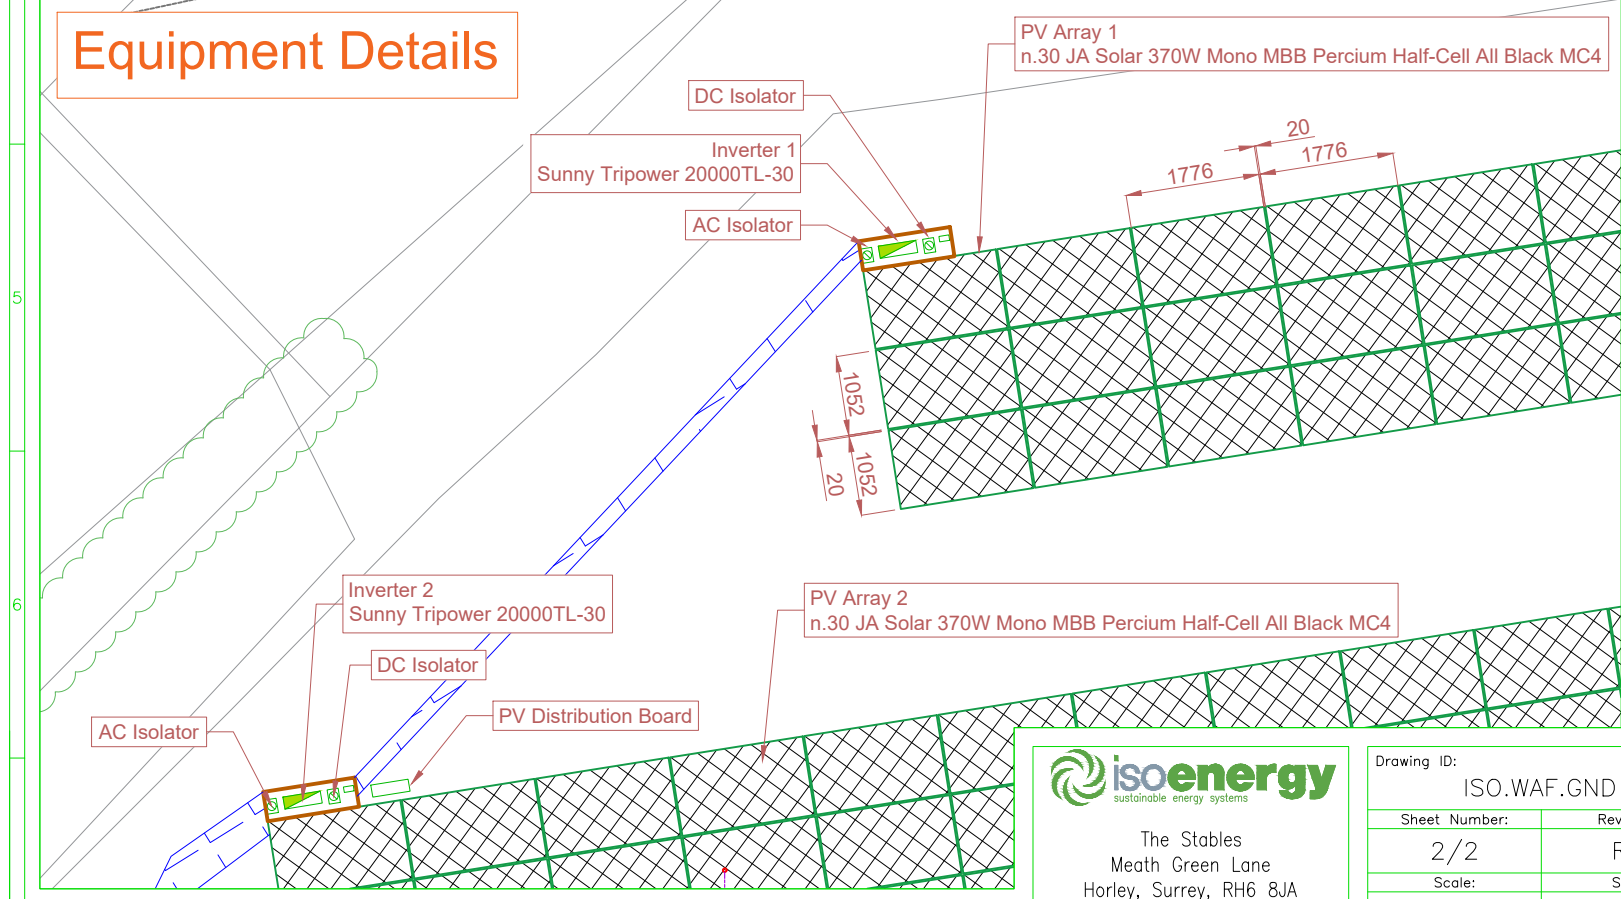 Equipment Details
PV Array 1
n.30 JA Solar 370W Mono MBB Percium Half-Cell All Black MC4
DC Isolator
Inverter 1
Sunny Tripower 20000TL-30
AC Isolator
20
1776
1776
5
1052
20
1052
6
Inverter 2
Sunny Tripower 20000TL-30
DC Isolator
PV Distribution Board
AC Isolator
PV Array 2
n.30 JA Solar 370W Mono MBB Percium Half-Cell All Black MC4
isoenergy
sustainable energy systems
The Stables
Meath Green Lane
Horley, Surrey, RH6 8JA
Drawing ID:
ISO.WAF.GND
Sheet Number:
Rev
2/2
Scale: